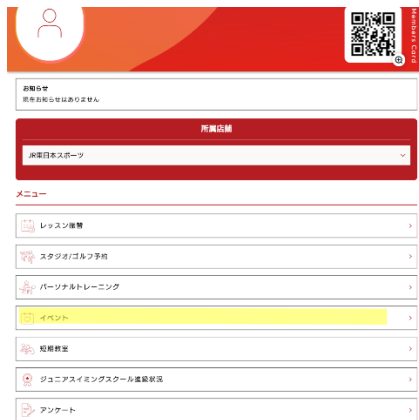 Members Card
お知らせ
現在お知らせはありません
所属店舗
JR東日本スポーツ
メニュー
レッスン振替
スタジオ/ゴルフ予約
パーソナルトレーニング
イベント
短期教室
ジュニアスイミングスクール進級状況
アンケート